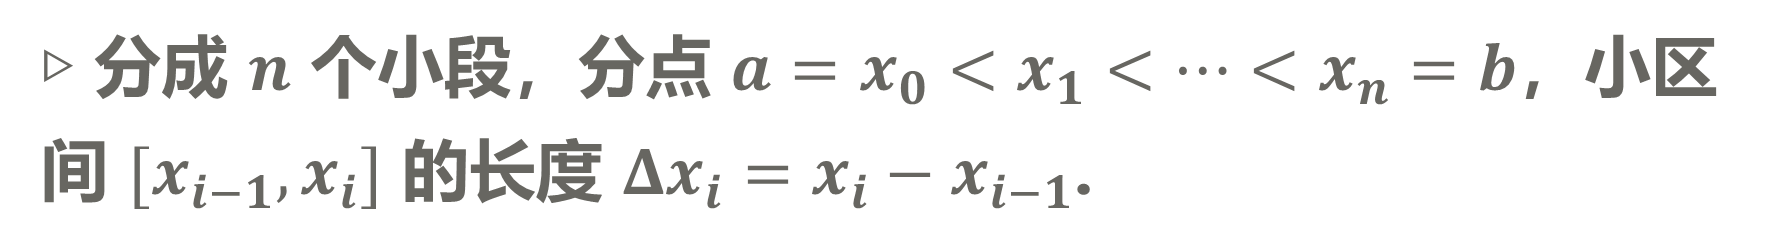 ▷ 分成 n 个小段，分点 a = x₀ < x₁ < ⋯ < xₙ = b，小区
间 [xᵢ₋₁, xᵢ] 的长度 Δxᵢ = xᵢ − xᵢ₋₁.